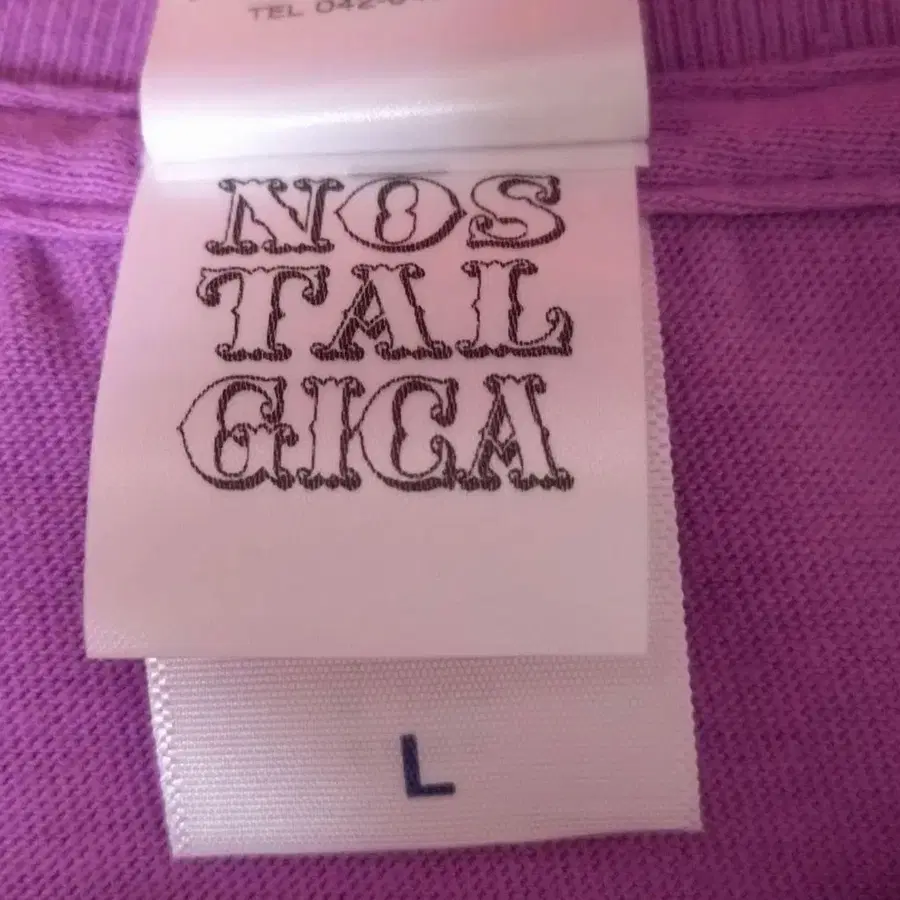 TEL 042-
NOS
TAL
GICA
L